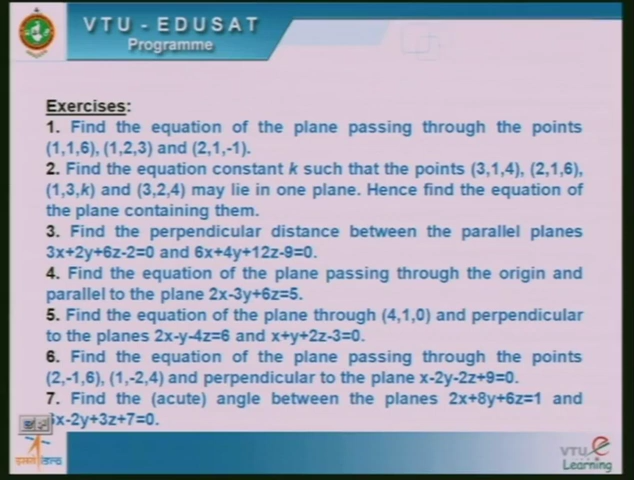 VTU - EDUSAT
Programme
Exercises:
1. Find the equation of the plane passing through the points
(1,1,6), (1,2,3) and (2,1,-1).
2. Find the equation constant k such that the points (3,1,4), (2,1,6),
(1,3,k) and (3,2,4) may lie in one plane. Hence find the equation of
the plane containing them.
3. Find the perpendicular distance between the parallel planes
3x+2y+6z-2=0 and 6x+4y+12z-9=0.
4. Find the equation of the plane passing through the origin and
parallel to the plane 2x-3y+6z=5.
5. Find the equation of the plane through (4,1,0) and perpendicular
to the planes 2x-y-4z=6 and x+y+2z-3=0.
6. Find the equation of the plane passing through the points
(2,-1,6), (1,-2,4) and perpendicular to the plane x-2y-2z+9=0.
7. Find the (acute) angle between the planes 2x+8y+6z=1 and
x-2y+3z+7=0.
इसरो isro
VTU e
Learning